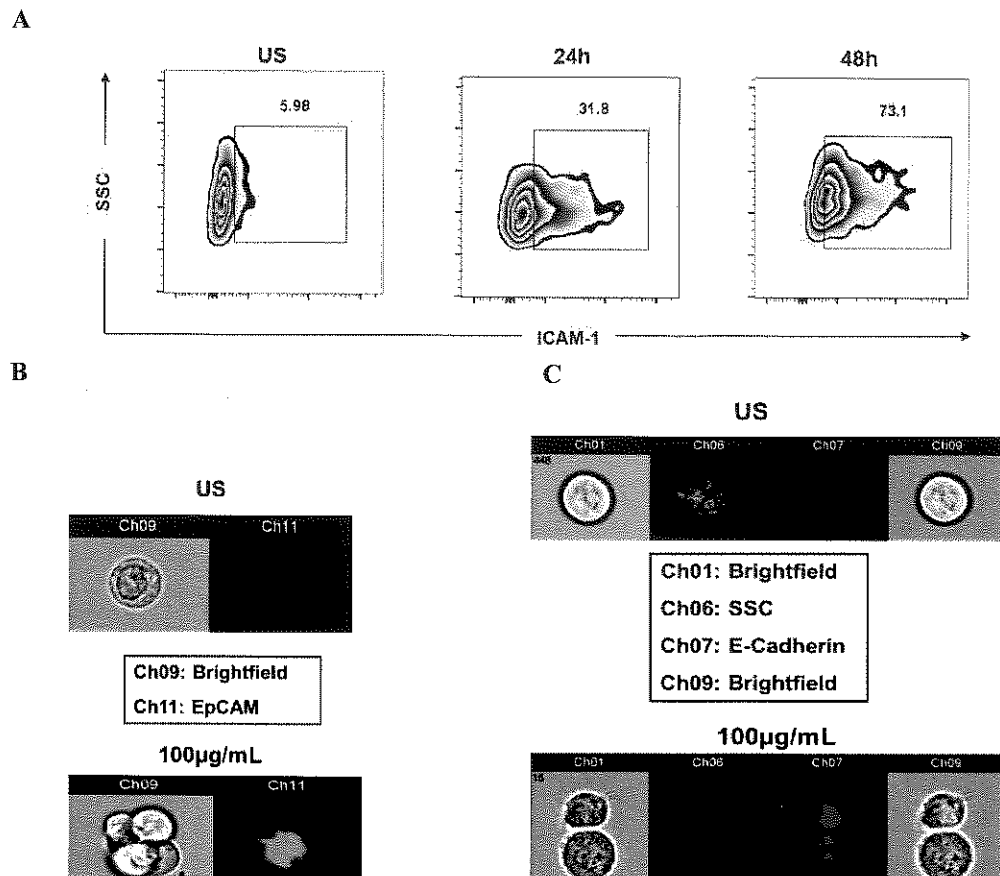 A
US
24h
48h
5.98
31.8
73.1
SSC
ICAM-1
B
US
Ch09 Ch11
Ch09: Brightfield
Ch11: EpCAM
100µg/mL
Ch09 Ch11
C
US
Ch01 Ch06 Ch07 Ch09
Ch01: Brightfield
Ch06: SSC
Ch07: E-Cadherin
Ch09: Brightfield
100µg/mL
Ch01 Ch06 Ch07 Ch09
15